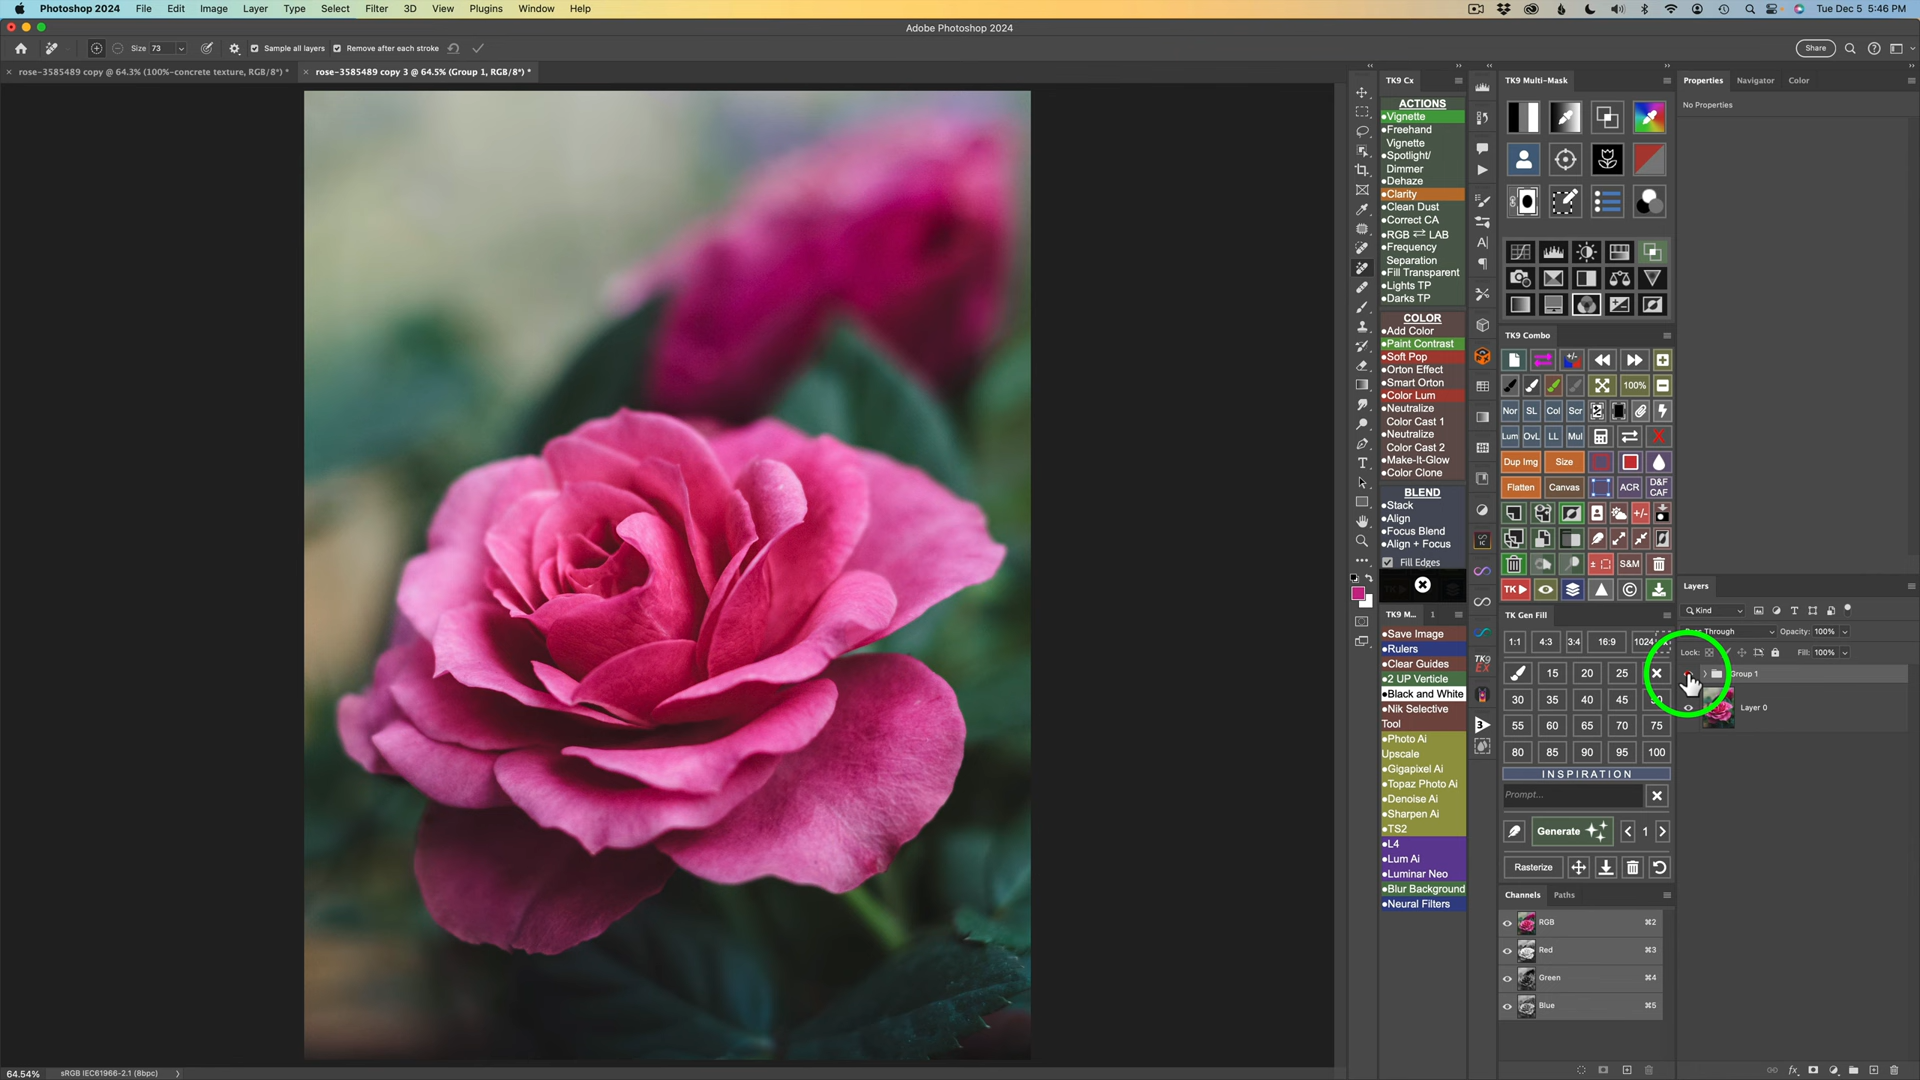 Photoshop 2024 File Edit Image Layer Type Select Filter 3D View Plugins Window Help Tue Dec 5 5:46 PM
Adobe Photoshop 2024
Size 73 Sample all layers Remove after each stroke Share
rose-3585489 copy @ 64.3% (100%-concrete texture, RGB/8*) *
rose-3585489 copy 3 @ 64.5% (Group 1, RGB/8*) *
TK9 Cx
ACTIONS
•Vignette
•Freehand
Vignette
•Spotlight/
Dimmer
•Dehaze
•Clarity
•Clean Dust
•Correct CA
•RGB ⇄ LAB
•Frequency
Separation
•Fill Transparent
•Lights TP
•Darks TP
COLOR
•Add Color
•Paint Contrast
•Soft Pop
•Orton Effect
•Smart Orton
•Color Lum
•Neutralize
Color Cast 1
•Neutralize
Color Cast 2
•Make-It-Glow
•Color Clone
BLEND
•Stack
•Align
•Focus Blend
•Align + Focus
Fill Edges
TK9 M... 1
•Save Image
•Rulers
•Clear Guides
•2 UP Verticle
•Black and White
•Nik Selective
Tool
•Photo Ai
Upscale
•Gigapixel Ai
•Topaz Photo Ai
•Denoise Ai
•Sharpen Ai
•TS2
•L4
•Lum Ai
•Luminar Neo
•Blur Background
•Neural Filters
TK9
EX
3
TK9 Multi-Mask
TK9 Combo
100%
Nor SL Col Scr
Lum OvL LL Mul
Dup Img Size
Flatten Canvas ACR D&F
CAF
+/-
S&M
TK
TK Gen Fill
1:1 4:3 3:4 16:9
15 20 25
30 35 40 45
55 60 65 70 75
80 85 90 95 100
INSPIRATION
Prompt...
Generate 1
Rasterize
Channels Paths
RGB ⌘2
Red ⌘3
Green ⌘4
Blue ⌘5
Properties Navigator Color
No Properties
Layers
Kind
Through Opacity: 100%
Lock: Fill: 100%
Group 1
Layer 0
64.54% sRGB IEC61966-2.1 (8bpc)